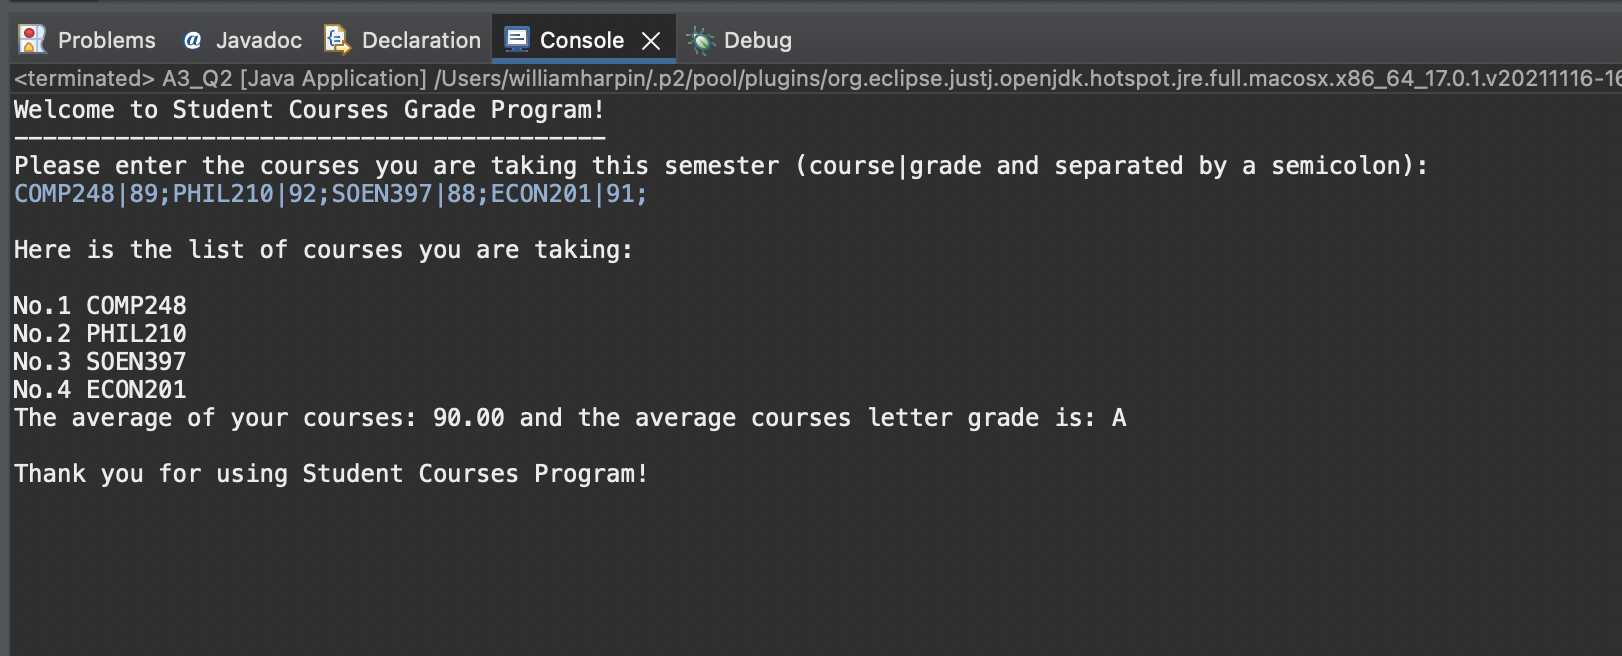 Problems Javadoc Declaration Console Debug
<terminated> A3_Q2 [Java Application] /Users/williamharpin/.p2/pool/plugins/org.eclipse.justj.openjdk.hotspot.jre.full.macosx.x86_64_17.0.1.v20211116-16
Welcome to Student Courses Grade Program!
-----------------------------------------
Please enter the courses you are taking this semester (course|grade and separated by a semicolon):
COMP248|89;PHIL210|92;SOEN397|88;ECON201|91;
Here is the list of courses you are taking:
No.1 COMP248
No.2 PHIL210
No.3 SOEN397
No.4 ECON201
The average of your courses: 90.00 and the average courses letter grade is: A
Thank you for using Student Courses Program!